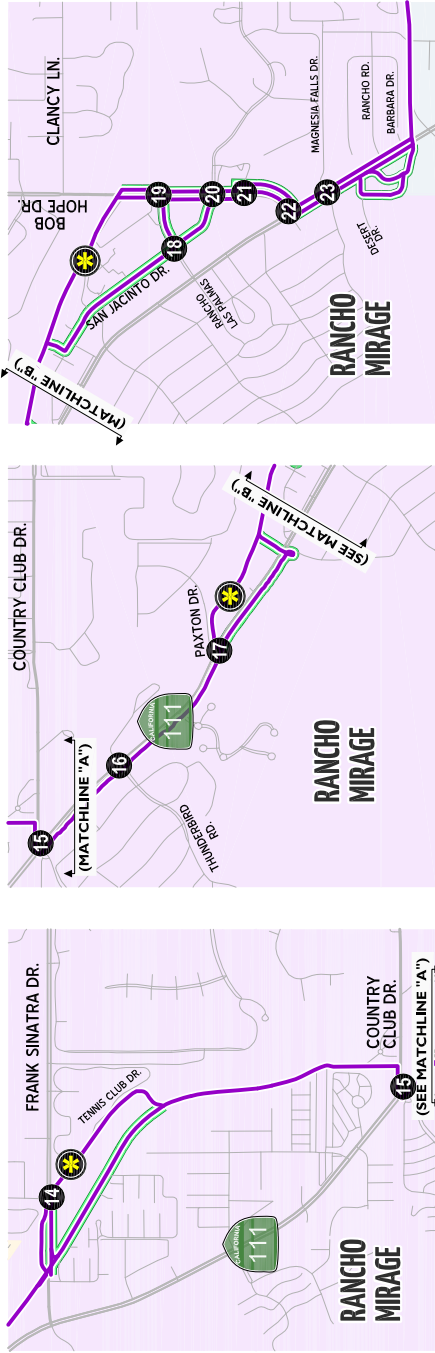 CLANCY LN.
BOB
HOPE DR.
MAGNESIA FALLS DR.
RANCHO RD.
BARBARA DR.
19
20
21
22
23
18
*
SAN JACINTO DR.
RANCHO
LAS PALMAS
DESERT
DR.
RANCHO
MIRAGE
(MATCHLINE "B")
COUNTRY CLUB DR.
(SEE MATCHLINE "B")
PAXTON DR.
*
17
CALIFORNIA
111
16
15
(MATCHLINE "A")
THUNDERBIRD
RD.
RANCHO
MIRAGE
FRANK SINATRA DR.
TENNIS CLUB DR.
*
14
COUNTRY
CLUB DR.
15
(SEE MATCHLINE "A")
CALIFORNIA
111
RANCHO
MIRAGE